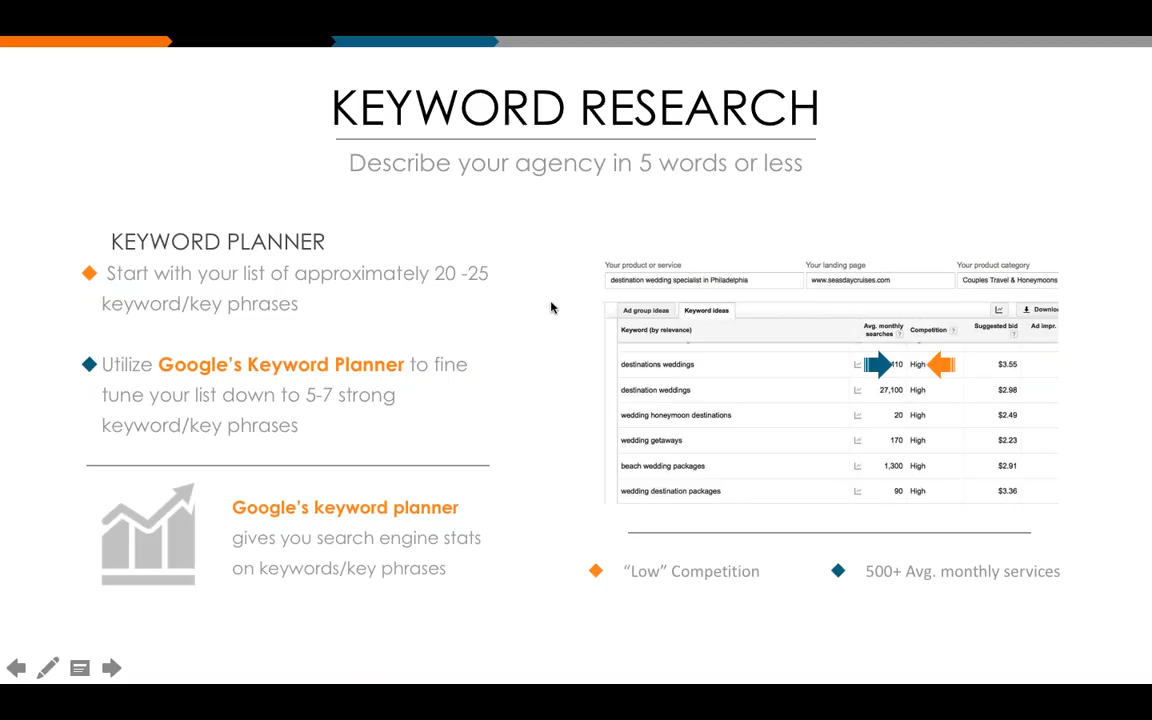 KEYWORD RESEARCH
Describe your agency in 5 words or less
KEYWORD PLANNER
Start with your list of approximately 20 -25
keyword/key phrases
Utilize Google's Keyword Planner to fine
tune your list down to 5-7 strong
keyword/key phrases
Google's keyword planner
gives you search engine stats
on keywords/key phrases
Your product or service Your landing page Your product category
destination wedding specialist in Philadelphia www.seasdaycruises.com Couples Travel & Honeymoons
Ad group ideas Keyword ideas Downlo
Keyword (by relevance) Avg. monthly searches ? Competition ? Suggested bid ? Ad impr.
destinations weddings High $3.55
destination weddings 27,100 High $2.98
wedding honeymoon destinations 20 High $2.49
wedding getaways 170 High $2.23
beach wedding packages 1,300 High $2.91
wedding destination packages 90 High $3.36
“Low” Competition 500+ Avg. monthly services